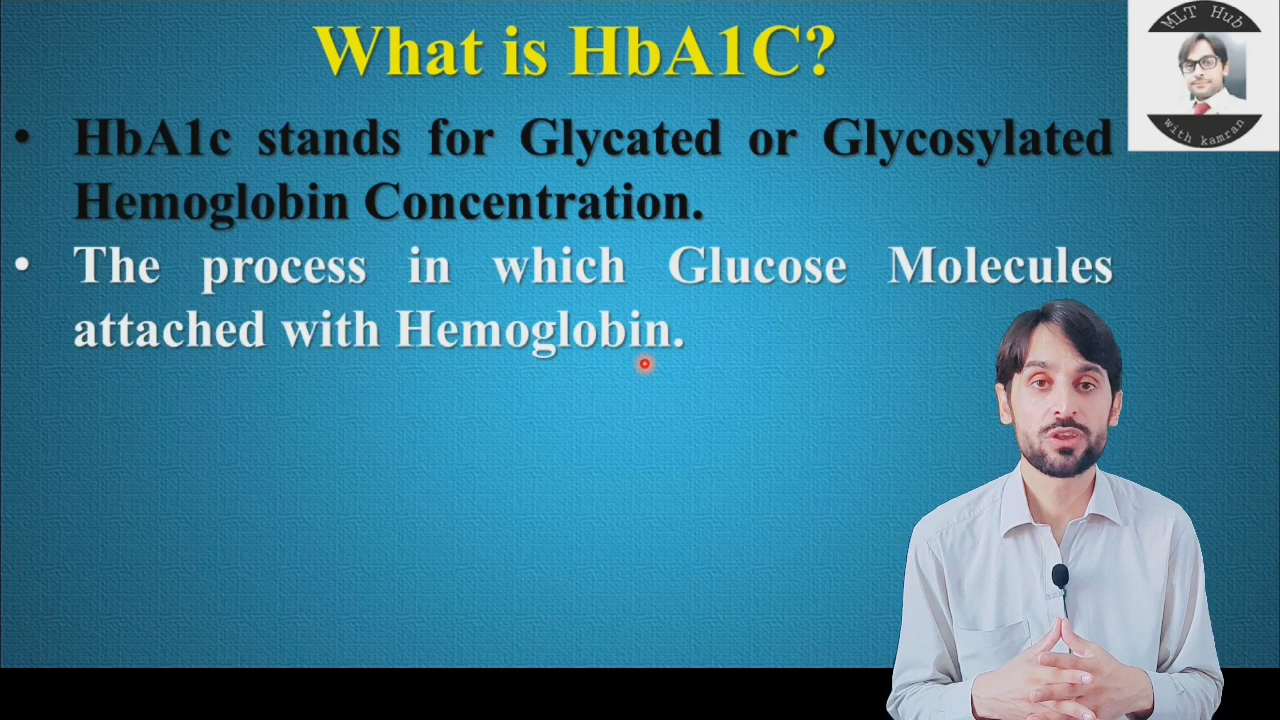 What is HbA1C?
MLT Hub
with kamran
• HbA1c stands for Glycated or Glycosylated
Hemoglobin Concentration.
• The process in which Glucose Molecules
attached with Hemoglobin.